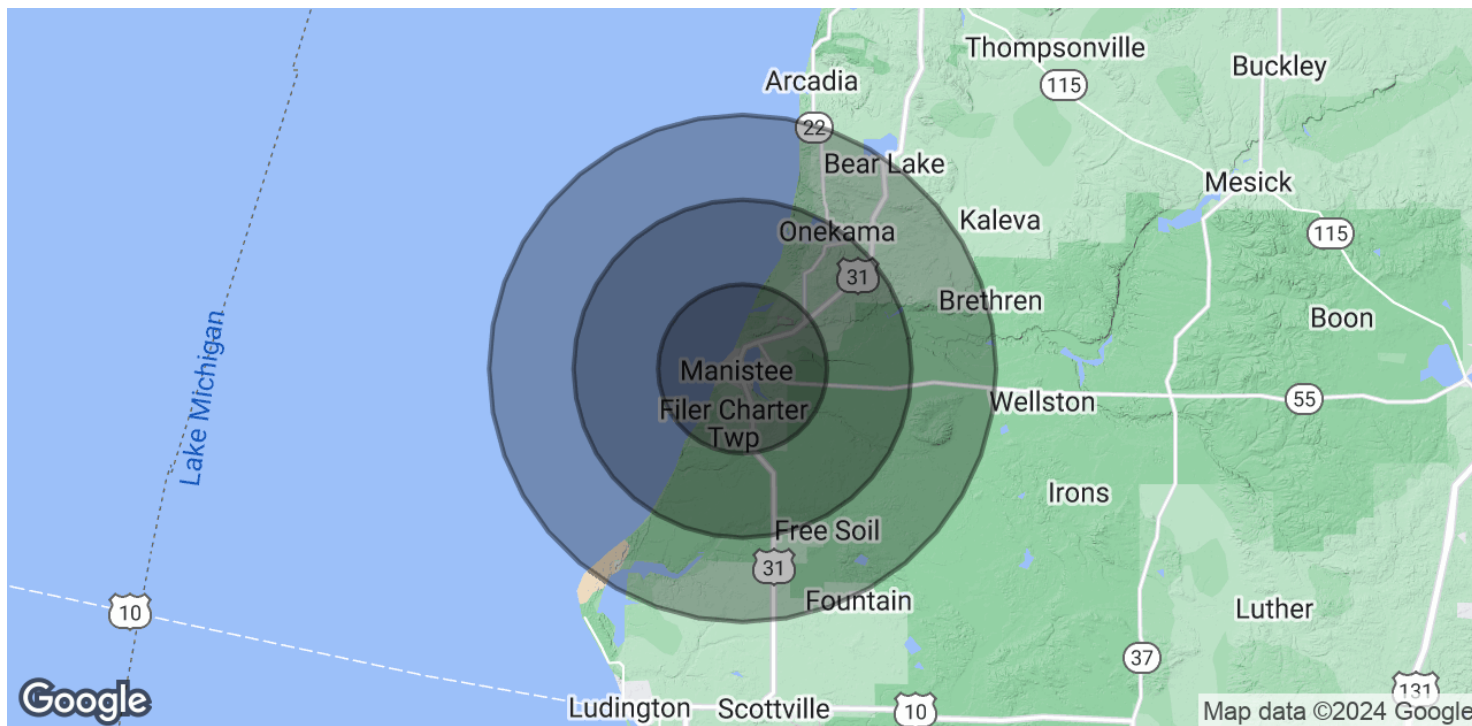 Thompsonville
Buckley
Arcadia
115
22
Bear Lake
Mesick
Kaleva
Onekama
115
31
Brethren
Boon
Lake Michigan
Manistee
Wellston
55
Filer Charter
Twp
Irons
Free Soil
31
Fountain
10
Luther
37
Google
Ludington
Scottville
10
131
Map data ©2024 Google